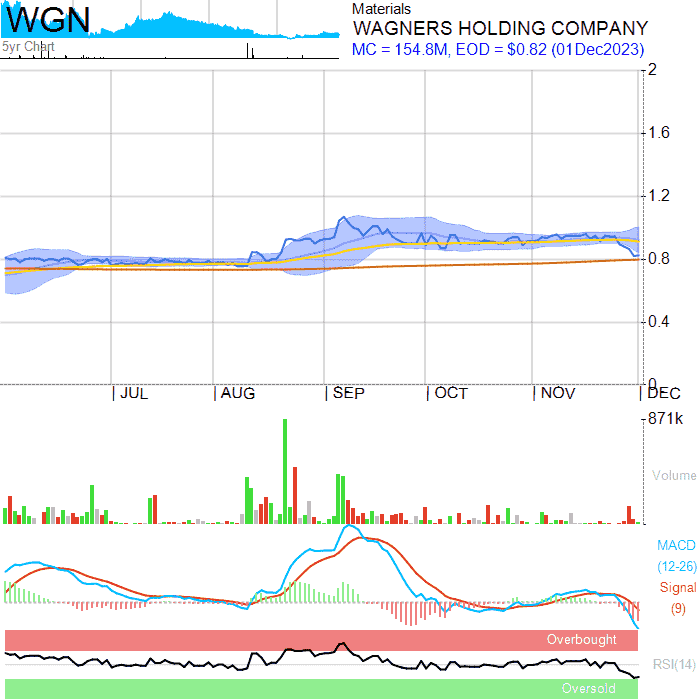 WGN
5yr Chart
Materials
WAGNERS HOLDING COMPANY
MC = 154.8M, EOD = $0.82 (01Dec2023)
2
1.6
1.2
0.8
0.4
0
JUL AUG SEP OCT NOV DEC
871k
Volume
MACD
(12-26)
Signal
(9)
Overbought
RSI(14)
Oversold